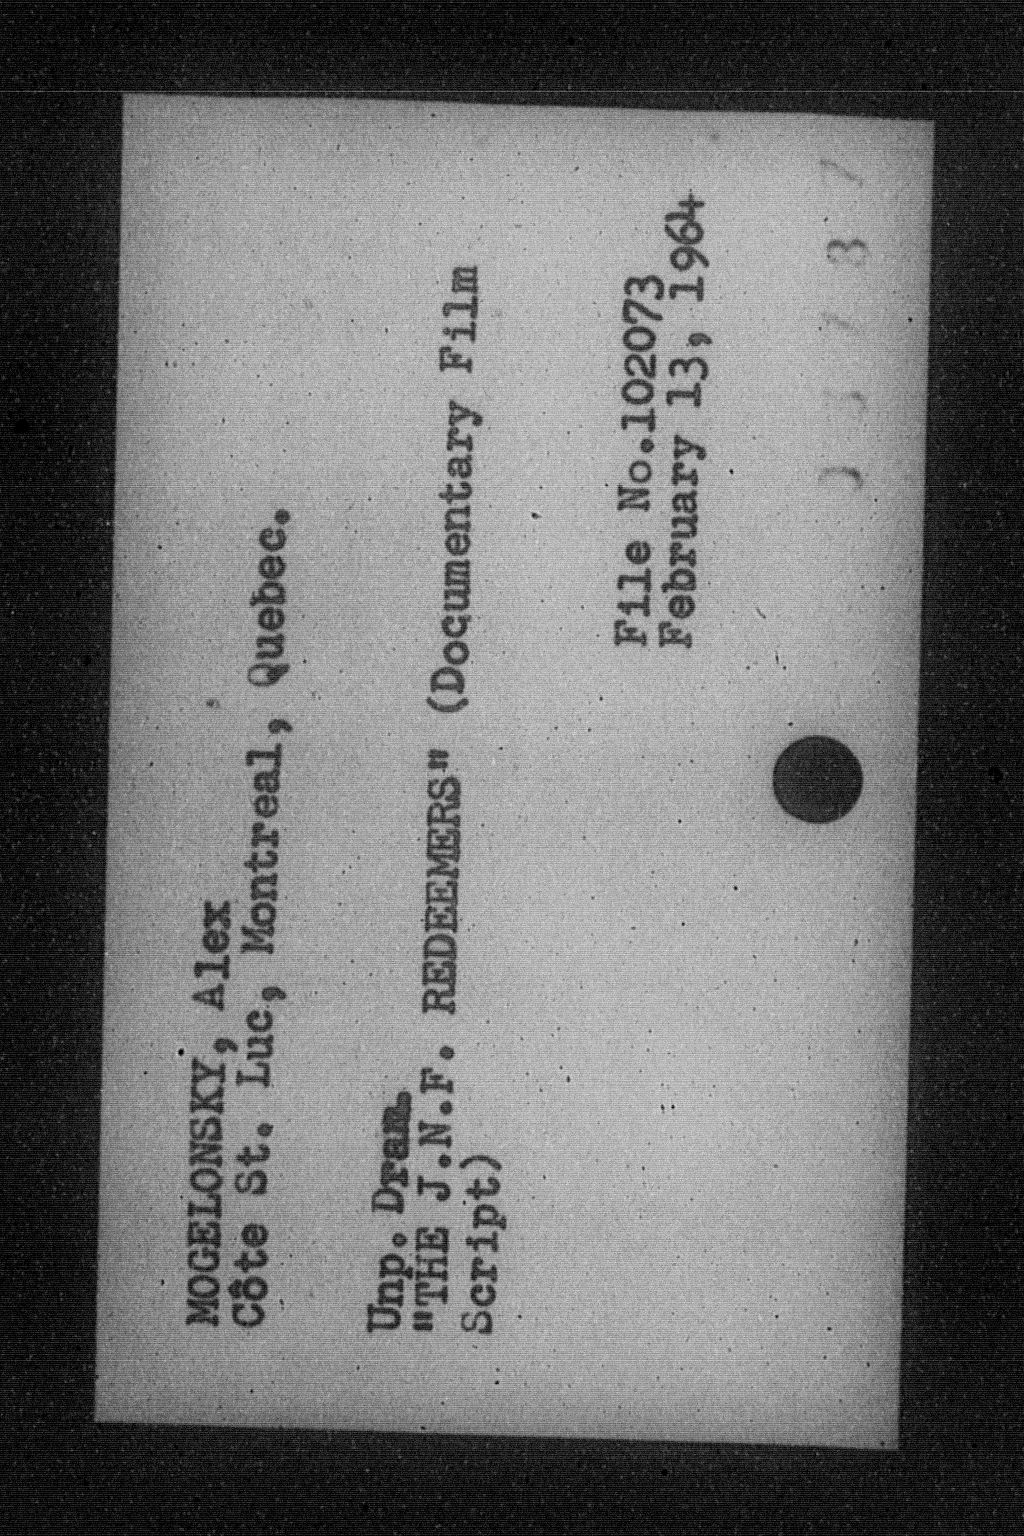 MOGELONSKY, Alex
Côte St. Luc, Montreal, Quebec.
Unp. Dram.
"THE J.N.F. REDEEMERS" (Documentary Film
Script)
File No.102073
February 13, 1964